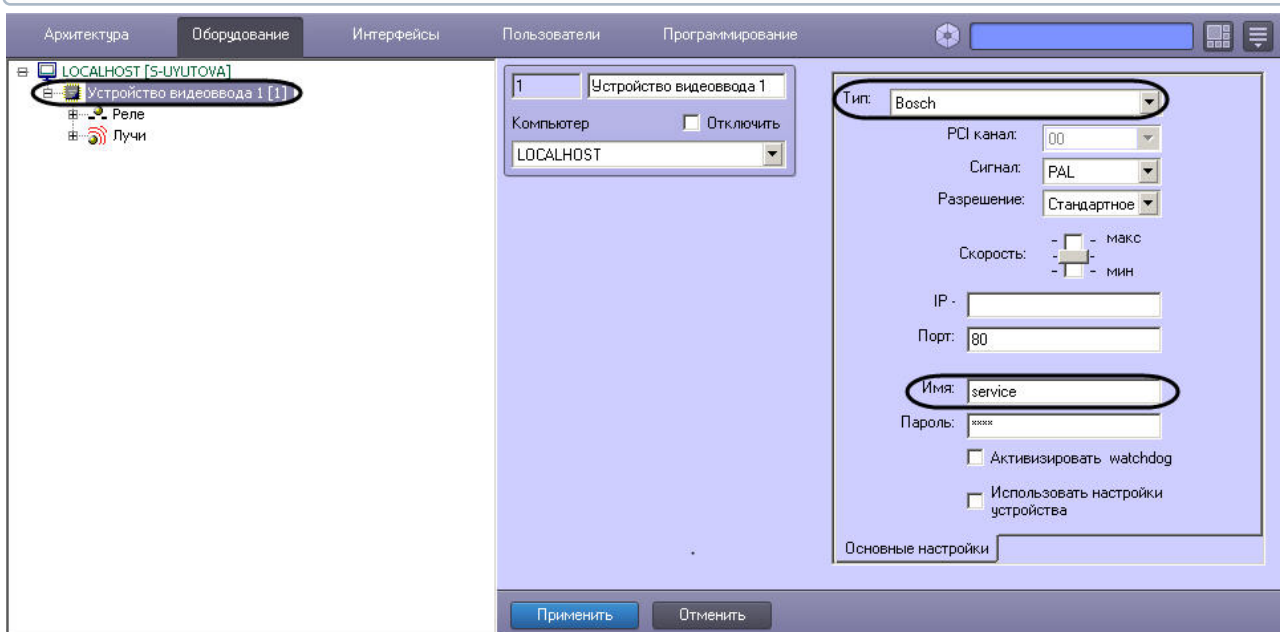 Архитектура Оборудование Интерфейсы Пользователи Программирование
LOCALHOST [S-UYUTOVA]
Устройство видеоввода 1 [1]
Реле
Лучи
1 Устройство видеоввода 1
Компьютер Отключить
LOCALHOST
Тип: Bosch
PCI канал: 00
Сигнал: PAL
Разрешение: Стандартное
Скорость: - - макс
- -
- - мин
IP -
Порт: 80
Имя: service
Пароль: ××××
Активизировать watchdog
Использовать настройки
устройства
Основные настройки
Применить Отменить